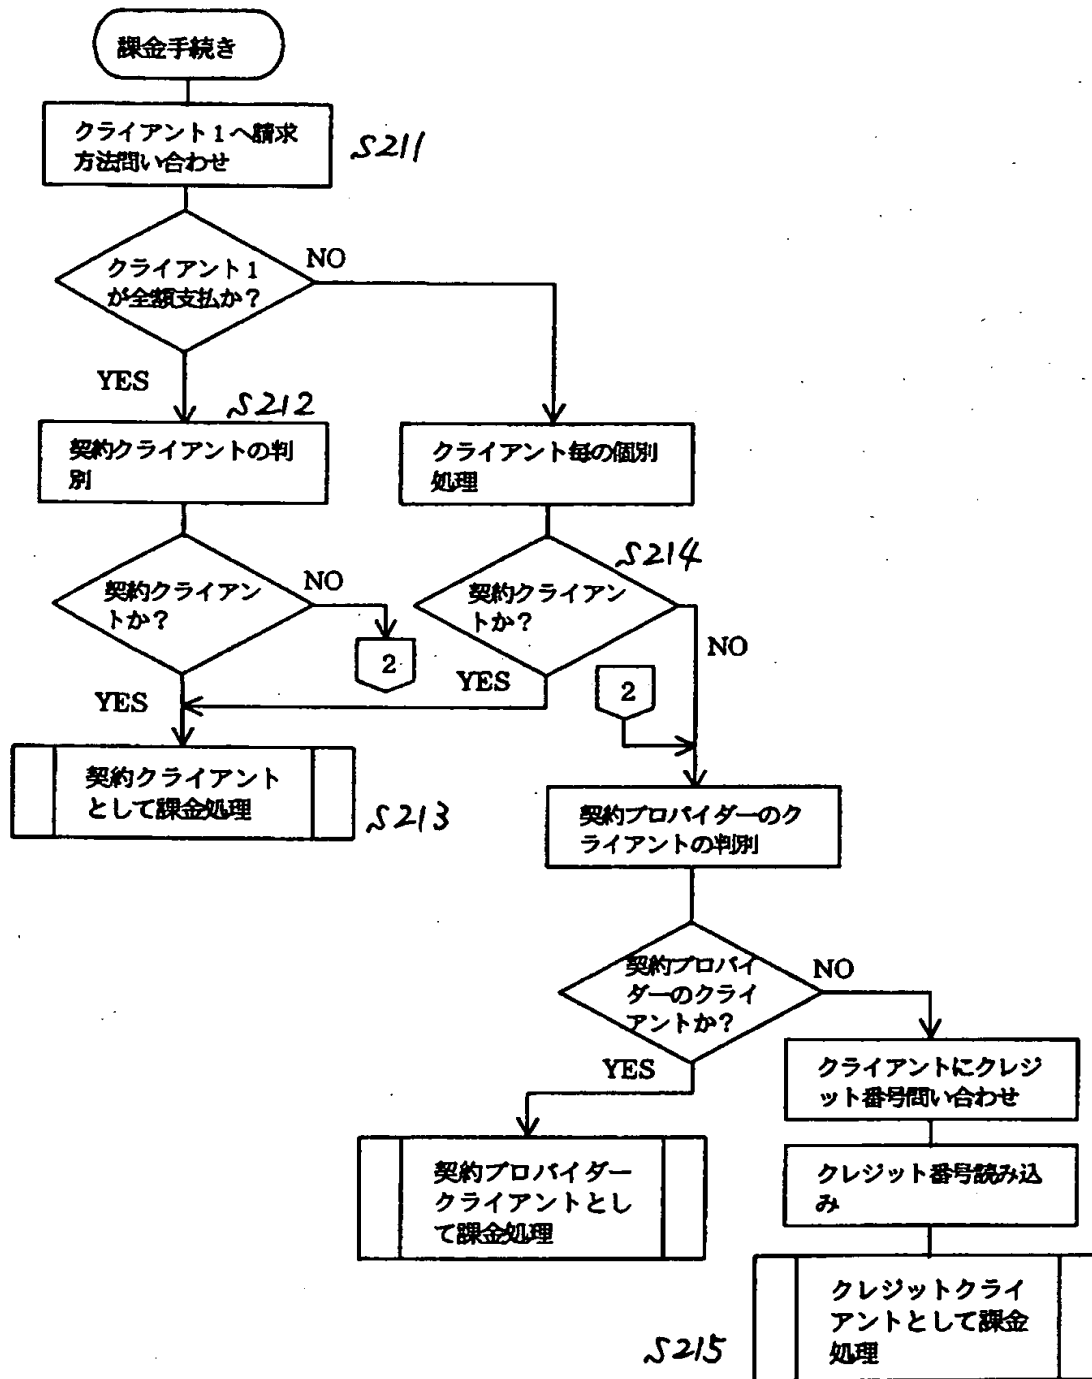 課金手続き
クライアント1へ請求
方法問い合わせ
S211
クライアント1
が全額支払か?
NO
YES
S212
契約クライアントの判
別
クライアント毎の個別
処理
契約クライアン
トか?
NO
2
YES
S214
契約クライアン
トか?
NO
YES
2
契約クライアント
として課金処理
S213
契約プロバイダーのク
ライアントの判別
契約プロバイ
ダーのクライ
アントか?
NO
YES
クライアントにクレジ
ット番号問い合わせ
契約プロバイダー
クライアントとし
て課金処理
クレジット番号読み込
み
クレジットクライ
アントとして課金
処理
S215